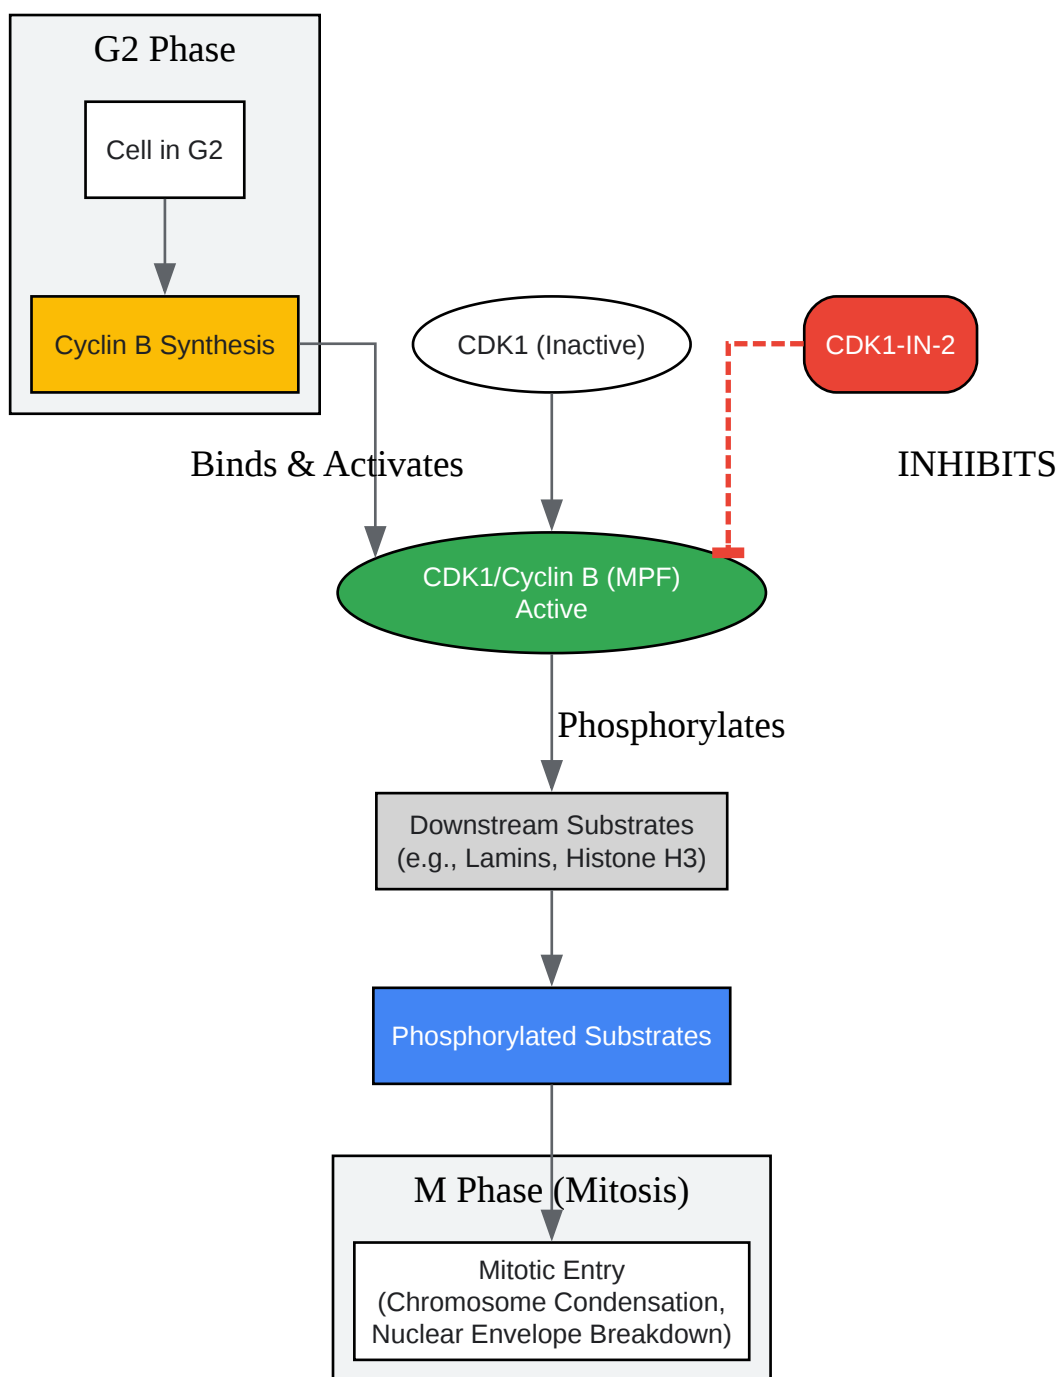 G2 Phase
Cell in G2
Cyclin B Synthesis
CDK1 (Inactive)
CDK1-IN-2
Binds & Activates
INHIBITS
CDK1/Cyclin B (MPF)
Active
Phosphorylates
Downstream Substrates
(e.g., Lamins, Histone H3)
Phosphorylated Substrates
M Phase (Mitosis)
Mitotic Entry
(Chromosome Condensation,
Nuclear Envelope Breakdown)